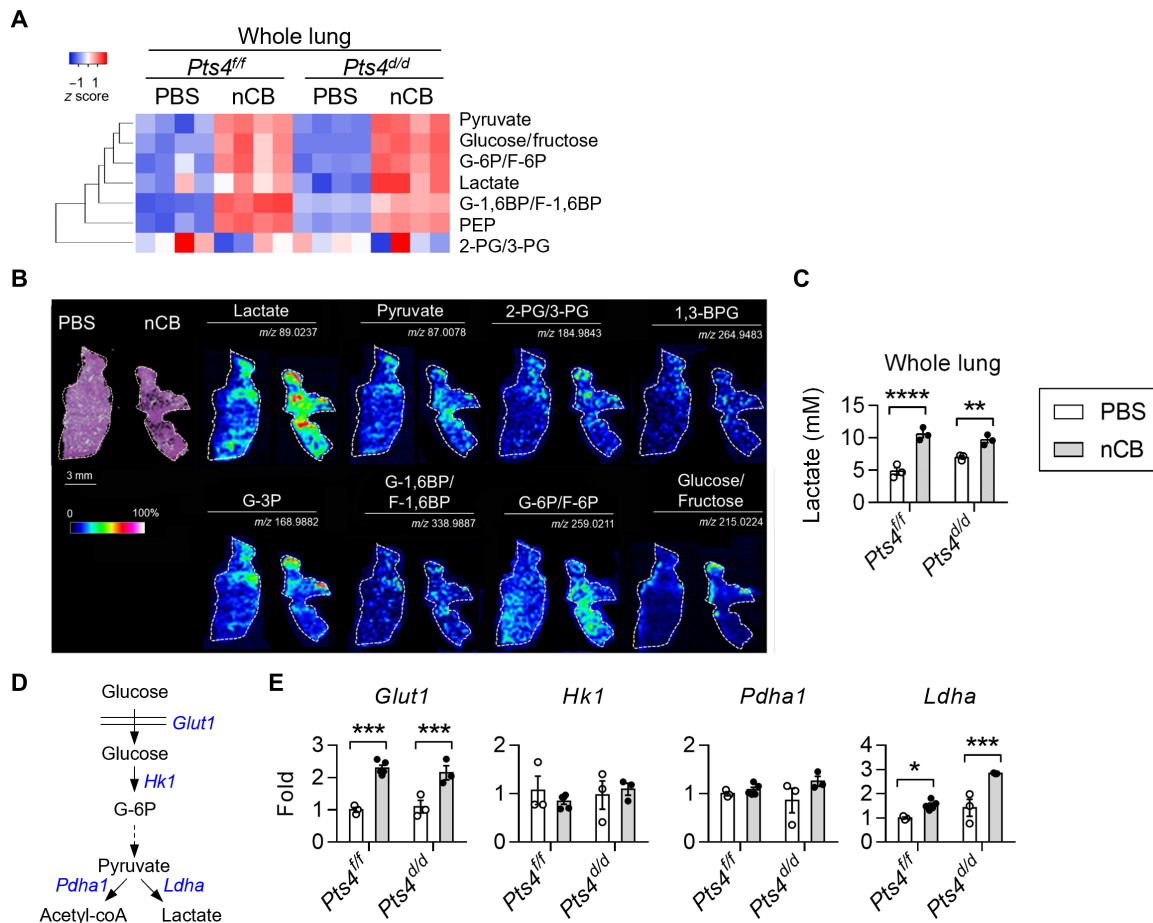 A
Whole lung
Pts4f/f Pts4d/d
−1 1
z score
PBS nCB PBS nCB
Pyruvate
Glucose/fructose
G-6P/F-6P
Lactate
G-1,6BP/F-1,6BP
PEP
2-PG/3-PG
B
PBS nCB
Lactate
m/z 89.0237
Pyruvate
m/z 87.0078
2-PG/3-PG
m/z 184.9843
1,3-BPG
m/z 264.9483
3 mm
0 100%
G-3P
m/z 168.9882
G-1,6BP/
F-1,6BP
m/z 338.9887
G-6P/F-6P
m/z 259.0211
Glucose/
Fructose
m/z 215.0224
C
Whole lung
**** **
Lactate (mM)
15
10
5
0
Pts4f/f Pts4d/d
PBS
nCB
D
Glucose
Glut1
Glucose
Hk1
G-6P
Pyruvate
Pdha1 Ldha
Acetyl-coA Lactate
E
Glut1
Fold
3
2
1
0
*** ***
Pts4f/f Pts4d/d
Hk1
2
1
0
Pts4f/f Pts4d/d
Pdha1
2
1
0
Pts4f/f Pts4d/d
Ldha
4
3
2
1
0
* ***
Pts4f/f Pts4d/d